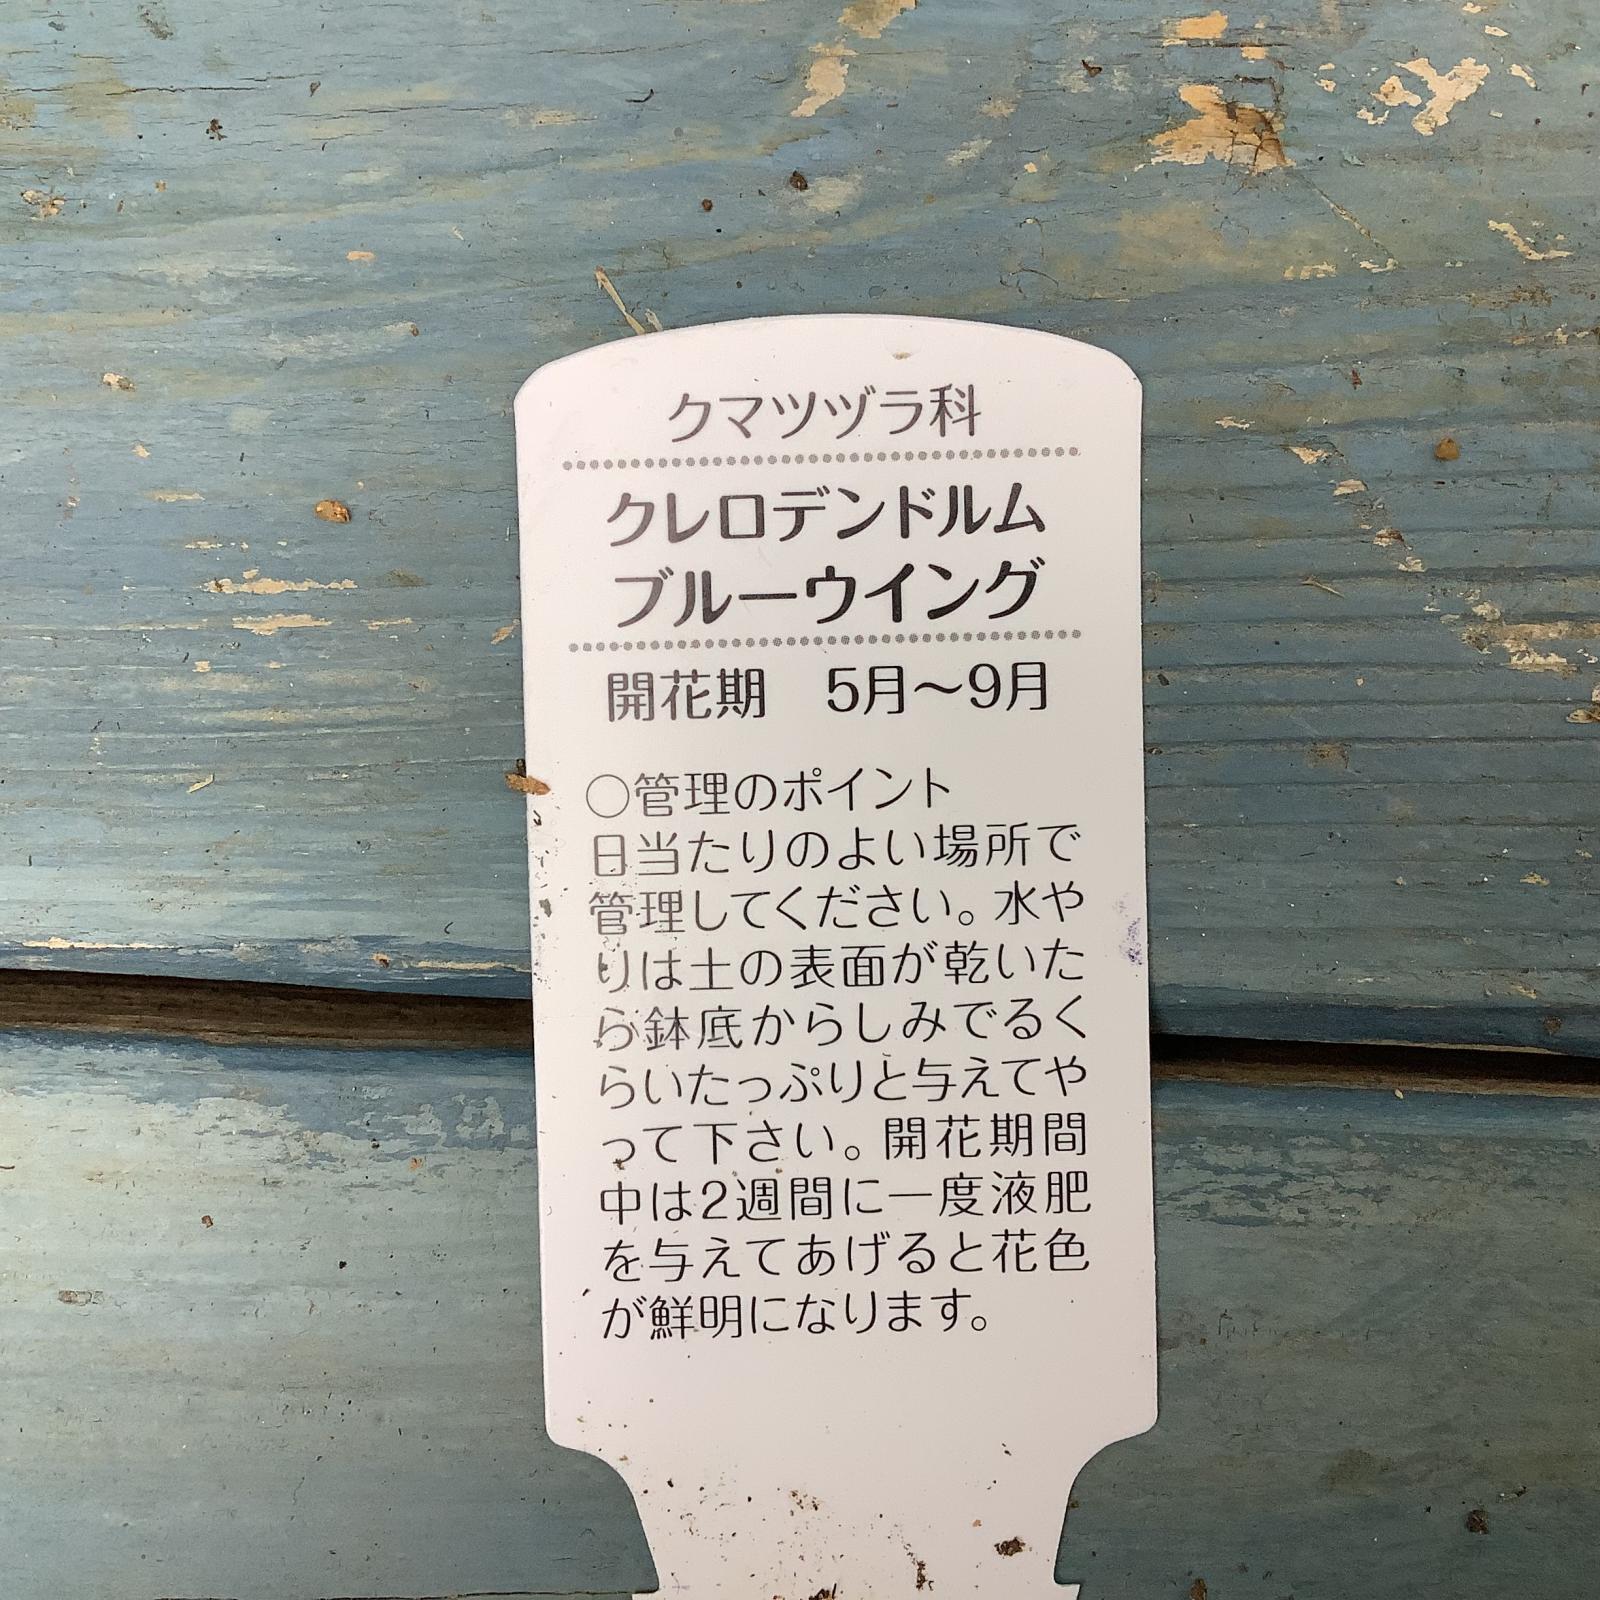 クマツヅラ科
クレロデンドルム
ブルーウイング
開花期　5月〜9月
○管理のポイント
日当たりのよい場所で
管理してください。水や
りは土の表面が乾いた
ら鉢底からしみでるく
らいたっぷりと与えてや
って下さい。開花期間
中は2週間に一度液肥
を与えてあげると花色
が鮮明になります。